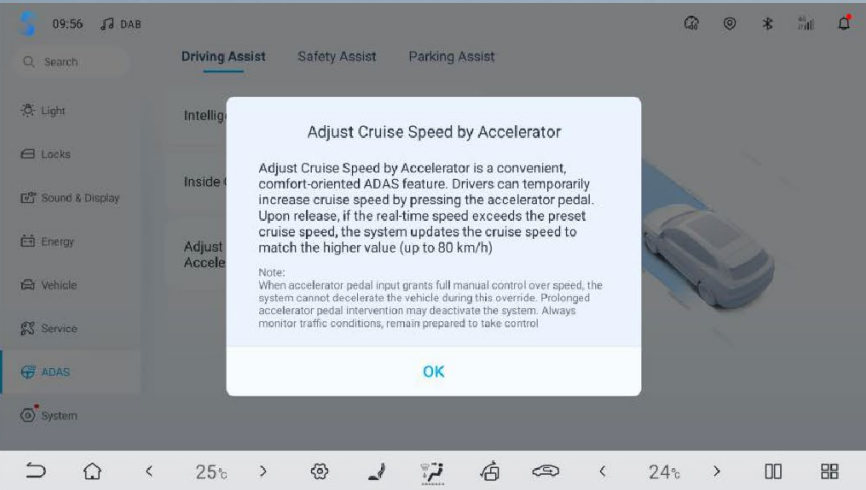 09:56 DAB
Search
Driving Assist Safety Assist Parking Assist
Light
Locks
Sound & Display
Energy
Vehicle
Service
ADAS
System
Intellig
Inside
Adjust
Accele
Adjust Cruise Speed by Accelerator
Adjust Cruise Speed by Accelerator is a convenient,
comfort-oriented ADAS feature. Drivers can temporarily
increase cruise speed by pressing the accelerator pedal.
Upon release, if the real-time speed exceeds the preset
cruise speed, the system updates the cruise speed to
match the higher value (up to 80 km/h)
Note:
When accelerator pedal input grants full manual control over speed, the
system cannot decelerate the vehicle during this override. Prolonged
accelerator pedal intervention may deactivate the system. Always
monitor traffic conditions, remain prepared to take control
OK
25°c 24°c